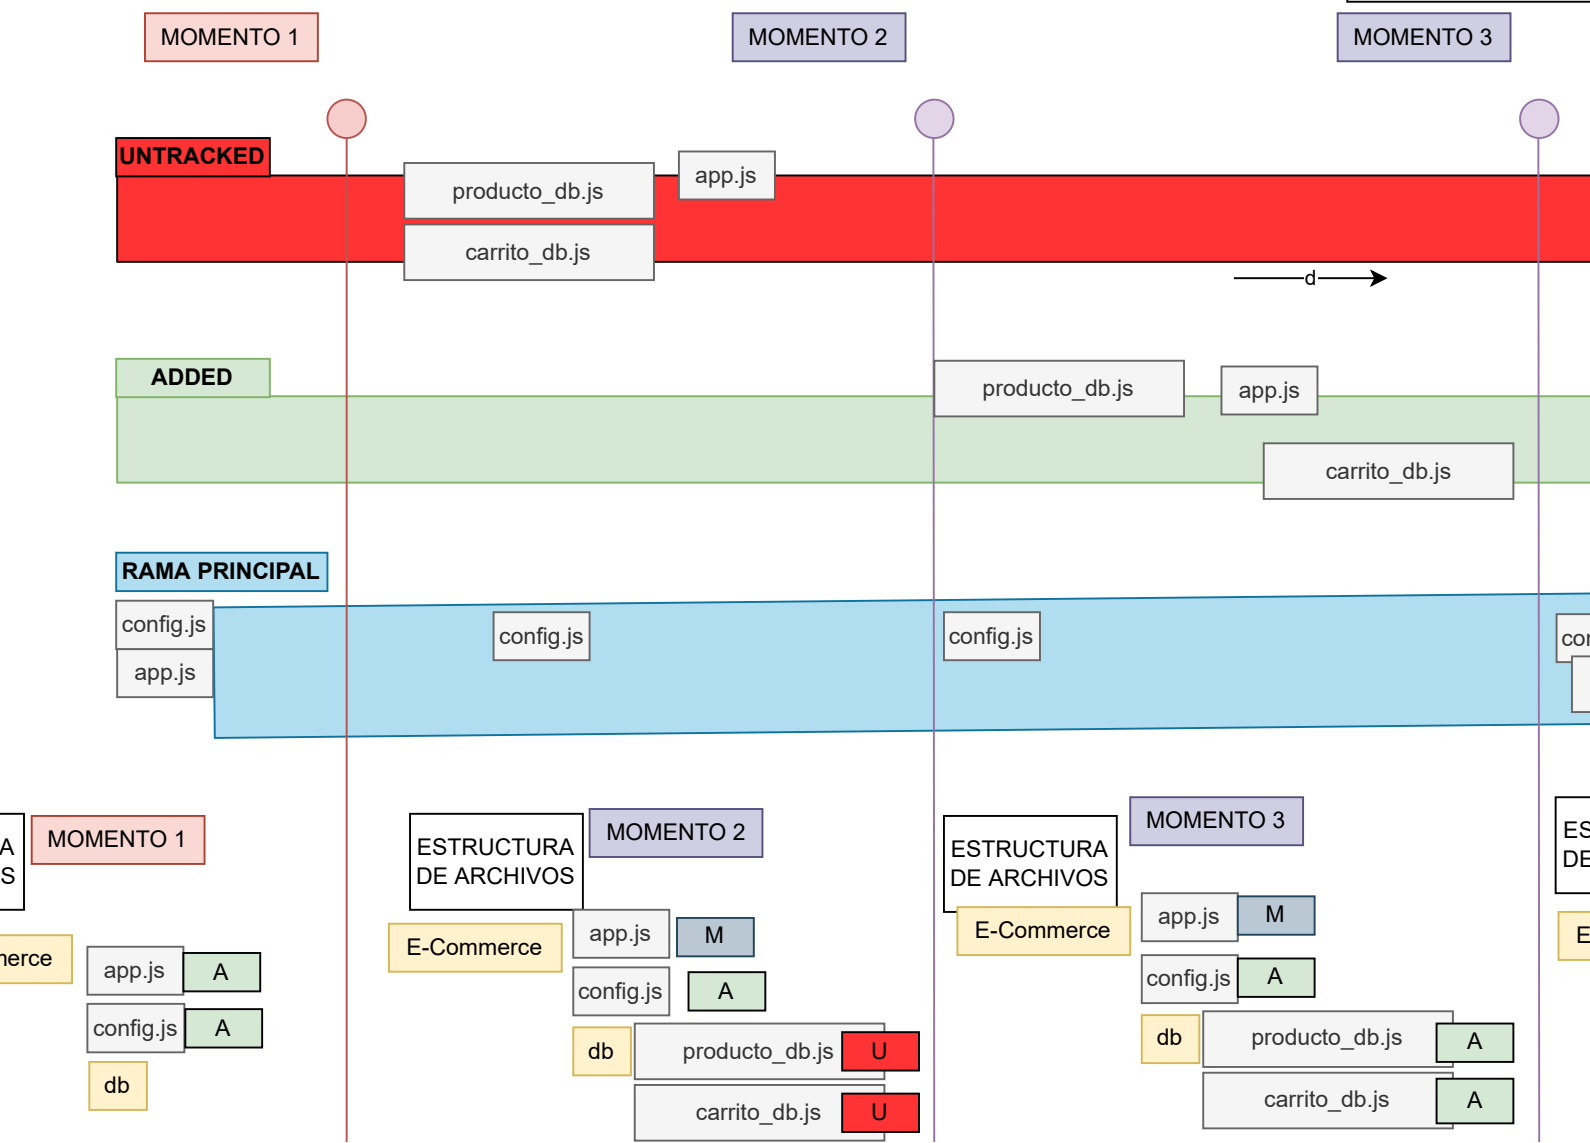 MOMENTO 1
MOMENTO 2
MOMENTO 3
UNTRACKED
producto_db.js
app.js
carrito_db.js
d
ADDED
producto_db.js
app.js
carrito_db.js
RAMA PRINCIPAL
config.js
app.js
config.js
config.js
MOMENTO 1
app.js
A
config.js
A
db
ESTRUCTURA
DE ARCHIVOS
MOMENTO 2
E-Commerce
app.js
M
config.js
A
db
producto_db.js
U
carrito_db.js
U
ESTRUCTURA
DE ARCHIVOS
MOMENTO 3
E-Commerce
app.js
M
config.js
A
db
producto_db.js
A
carrito_db.js
A